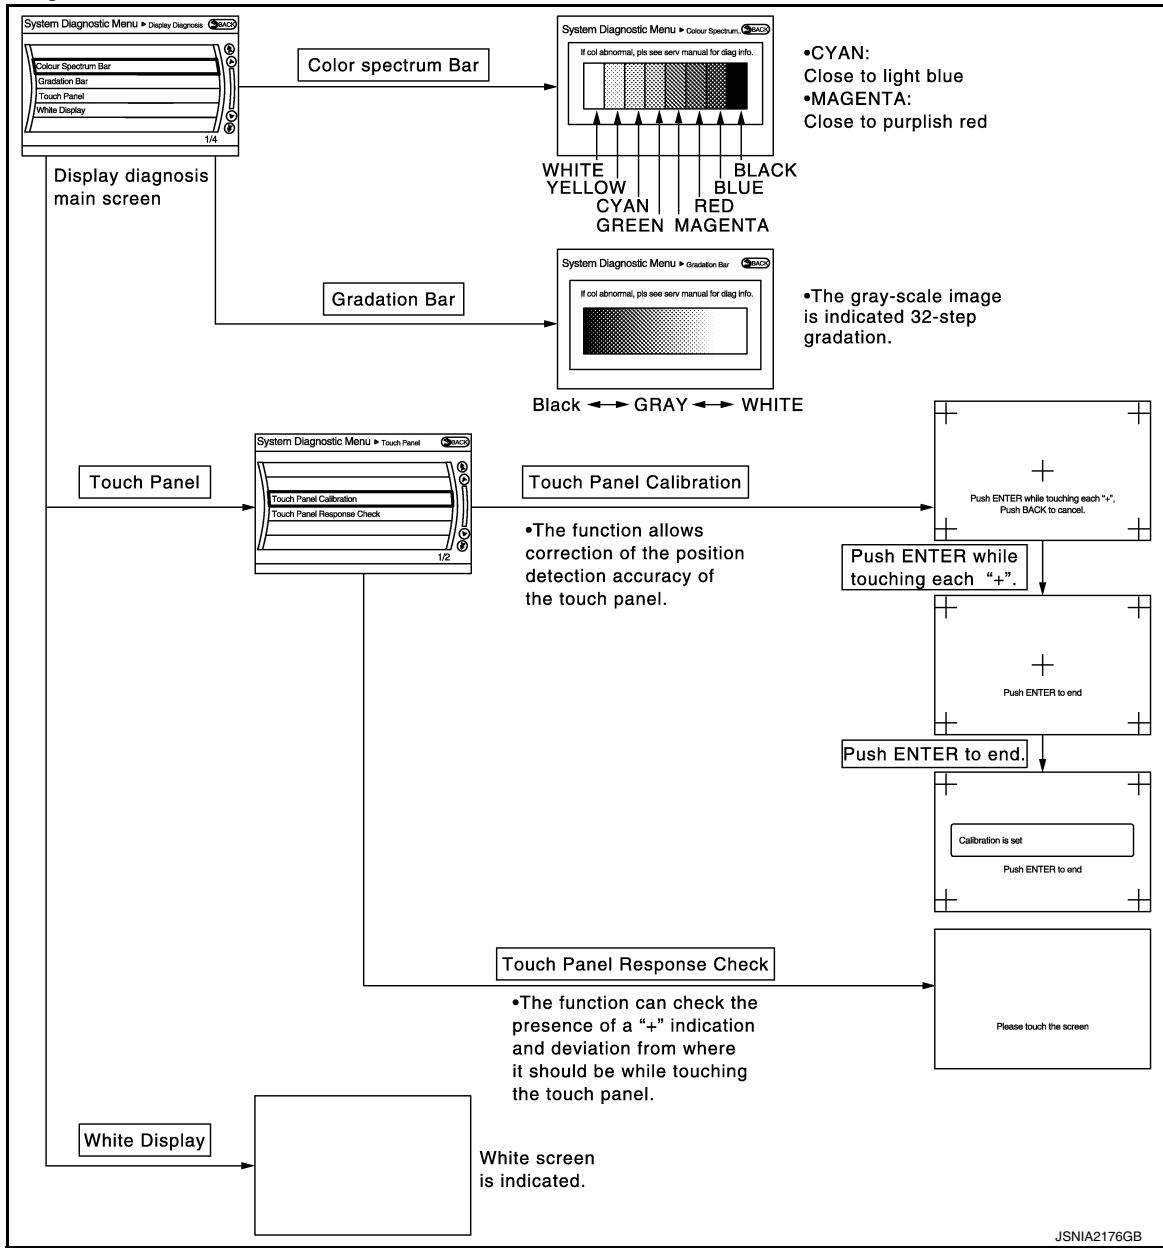 System Diagnostic Menu ▶ Display Diagnosis BACK
Colour Spectrum Bar
Gradation Bar
Touch Panel
White Display
1/4
Display diagnosis
main screen
Color spectrum Bar
System Diagnostic Menu ▶ Colour Spectrum.. BACK
If col abnormal, pls see serv manual for diag info.
WHITE
YELLOW
CYAN
GREEN
MAGENTA
RED
BLUE
BLACK
•CYAN:
Close to light blue
•MAGENTA:
Close to purplish red
Gradation Bar
System Diagnostic Menu ▶ Gradation Bar BACK
If col abnormal, pls see serv manual for diag info.
Black ↔ GRAY ↔ WHITE
•The gray-scale image
is indicated 32-step
gradation.
Touch Panel
System Diagnostic Menu ▶ Touch Panel BACK
Touch Panel Calibration
Touch Panel Response Check
1/2
Touch Panel Calibration
•The function allows
correction of the position
detection accuracy of
the touch panel.
Push ENTER while touching each “+”,
Push BACK to cancel.
Push ENTER while
touching each “+”.
Push ENTER to end
Push ENTER to end.
Calibration is set
Push ENTER to end
Touch Panel Response Check
•The function can check the
presence of a “+” indication
and deviation from where
it should be while touching
the touch panel.
Please touch the screen
White Display
White screen
is indicated.
JSNIA2176GB